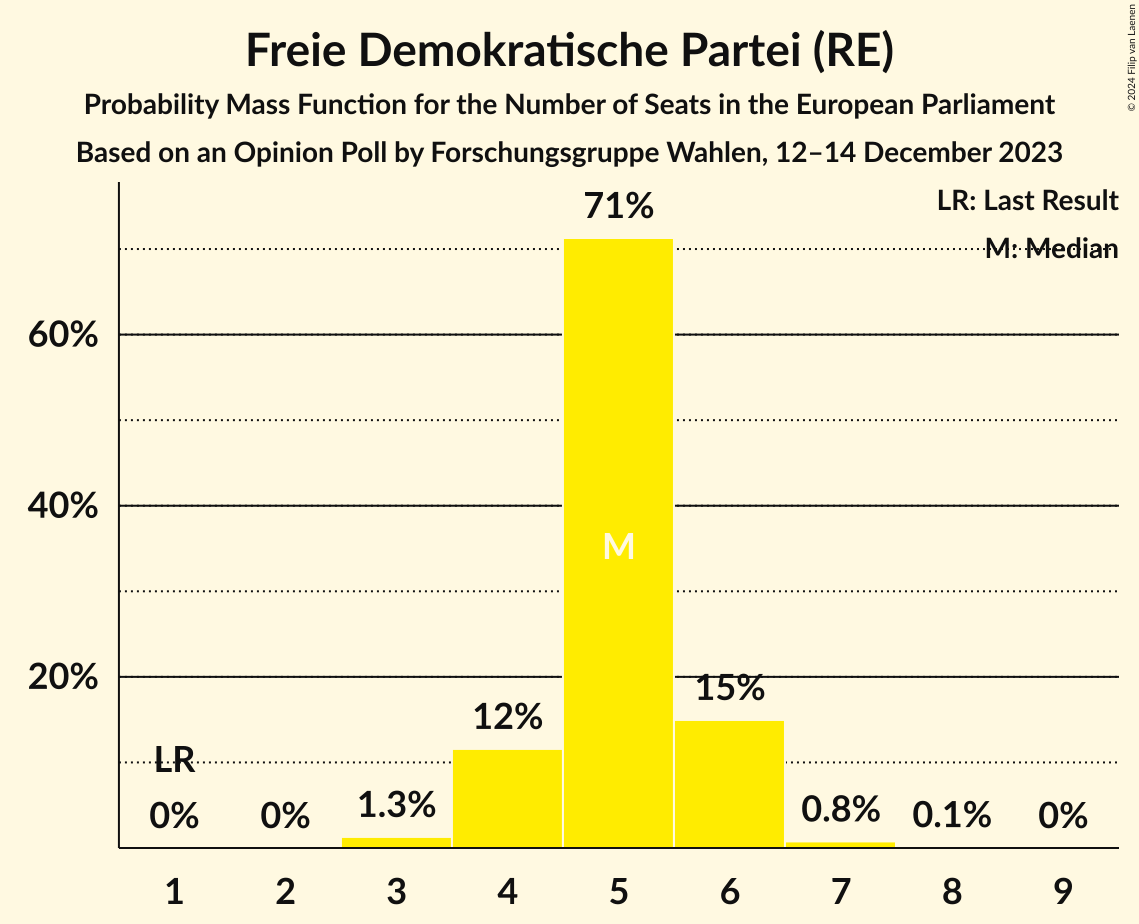 Freie Demokratische Partei (RE)
Probability Mass Function for the Number of Seats in the European Parliament
Based on an Opinion Poll by Forschungsgruppe Wahlen, 12–14 December 2023
© 2024 Filip van Laenen
LR: Last Result
M: Median
71%
60%
40%
M
20%
15%
12%
LR
0%
0%
1.3%
0.8%
0.1%
0%
1 2 3 4 5 6 7 8 9